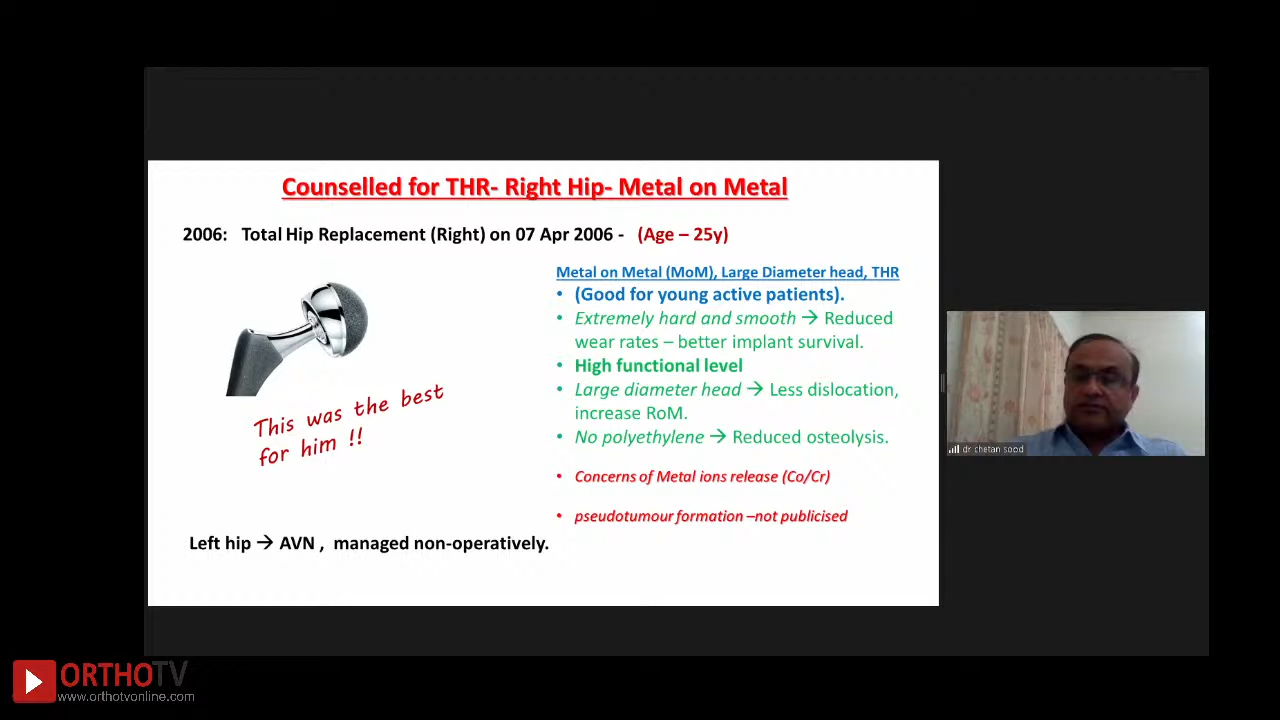 Counselled for THR- Right Hip- Metal on Metal
2006: Total Hip Replacement (Right) on 07 Apr 2006 - (Age – 25y)
Metal on Metal (MoM), Large Diameter head, THR
• (Good for young active patients).
• Extremely hard and smooth → Reduced
wear rates – better implant survival.
• High functional level
• Large diameter head → Less dislocation,
increase RoM.
• No polyethylene → Reduced osteolysis.
• Concerns of Metal ions release (Co/Cr)
• pseudotumour formation –not publicised
This was the best
for him !!
Left hip → AVN , managed non-operatively.
dr chetan sood
ORTHOTV
www.orthotvonline.com